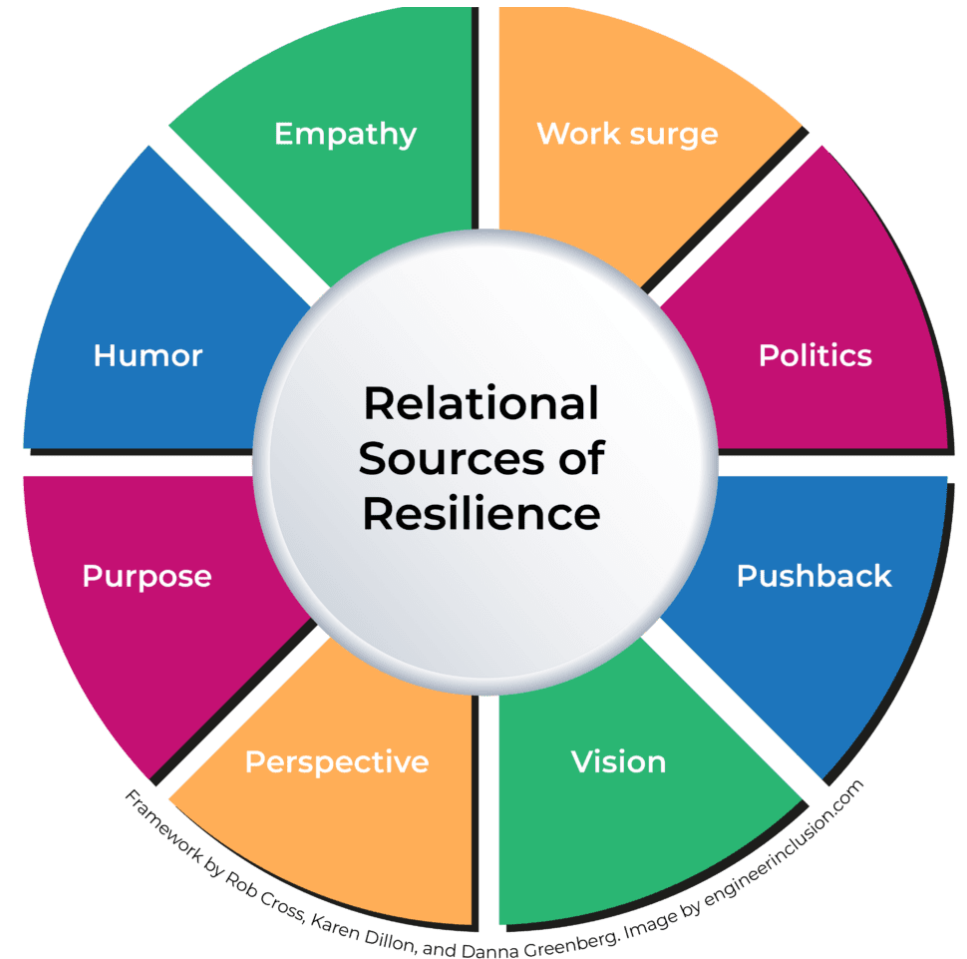 Empathy
Work surge
Humor
Politics
Relational
Sources of
Resilience
Purpose
Pushback
Perspective
Vision
Framework by Rob Cross, Karen Dillon, and Danna Greenberg. Image by engineerinclusion.com